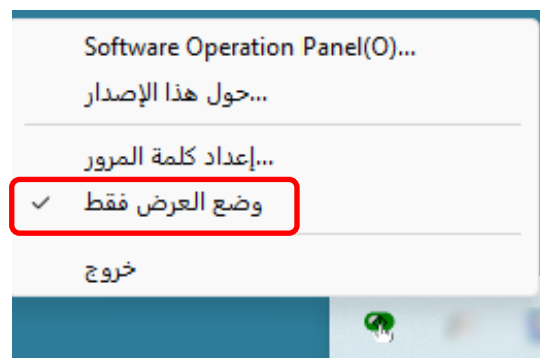 Software Operation Panel(O)...
حول هذا الإصدار...
إعداد كلمة المرور...
وضع العرض فقط
خروج